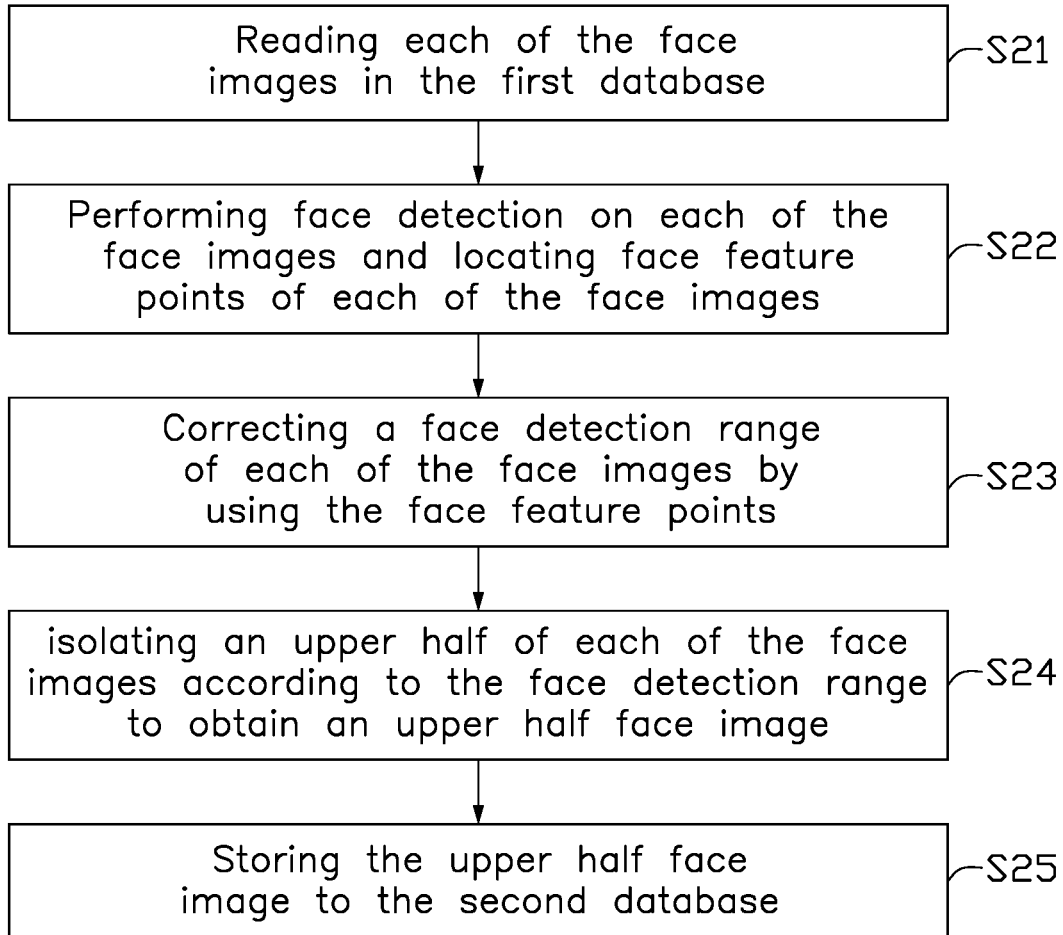 Reading each of the face
images in the first database
S21
Performing face detection on each of the
face images and locating face feature
points of each of the face images
S22
Correcting a face detection range
of each of the face images by
using the face feature points
S23
isolating an upper half of each of the face
images according to the face detection range
to obtain an upper half face image
S24
Storing the upper half face
image to the second database
S25